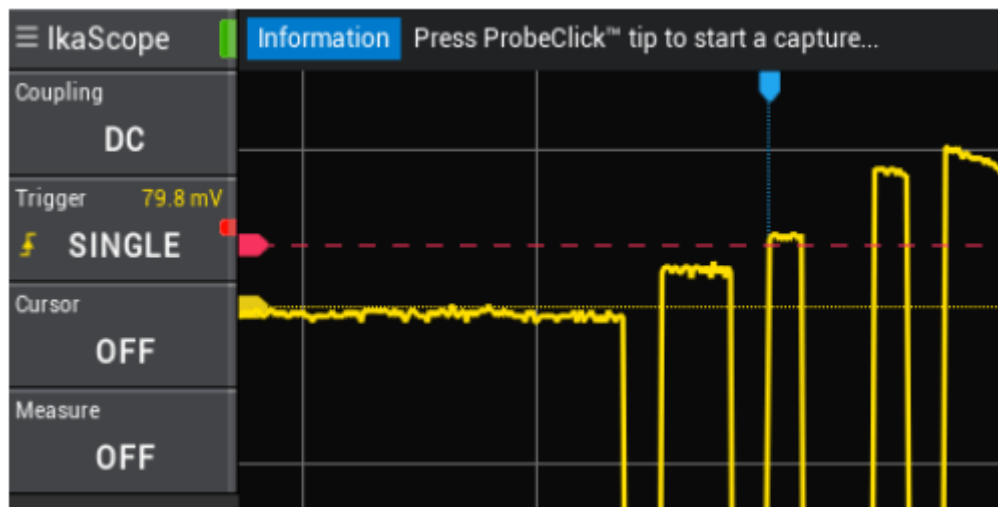 ☰ IkaScope
Information Press ProbeClick™ tip to start a capture...
Coupling
DC
Trigger 79.8 mV
SINGLE
Cursor
OFF
Measure
OFF